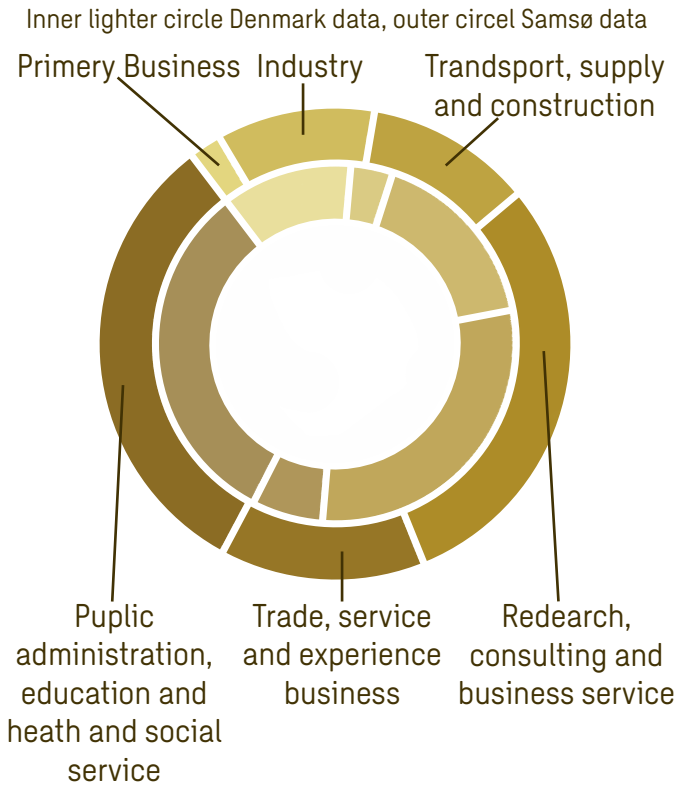 Inner lighter circle Denmark data, outer circel Samsø data
Primery Business
Industry
Trandsport, supply
and construction
Puplic
administration,
education and
heath and social
service
Trade, service
and experience
business
Redearch,
consulting and
business service